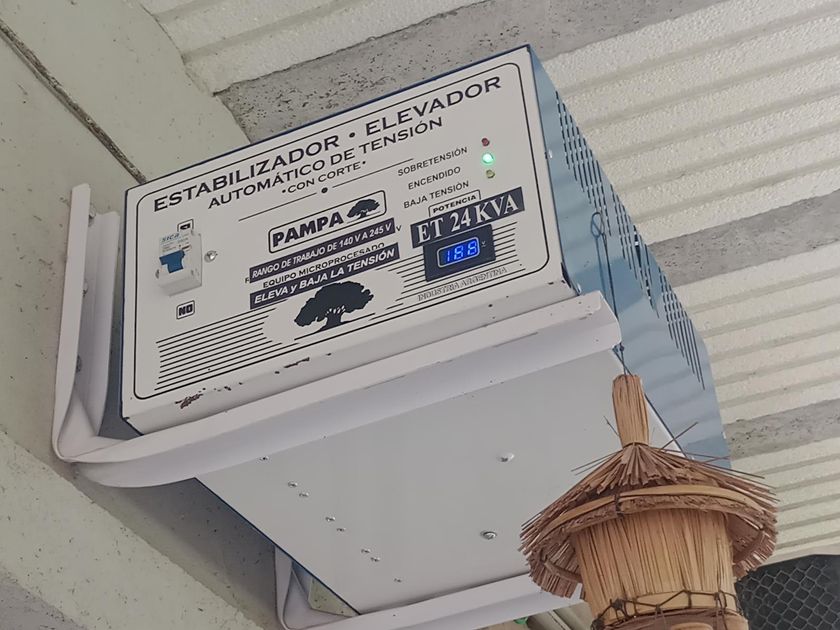 ESTABILIZADOR • ELEVADOR
AUTOMÁTICO DE TENSIÓN
•CON CORTE•
SOBRETENSIÓN
ENCENDIDO
BAJA TENSIÓN
PAMPA
POTENCIA
ET 24 KVA
RANGO DE TRABAJO DE 140 V A 245 V
EQUIPO MICROPROCESADO
ELEVA y BAJA LA TENSIÓN
188
V
INDUSTRIA ARGENTINA
sica
NO